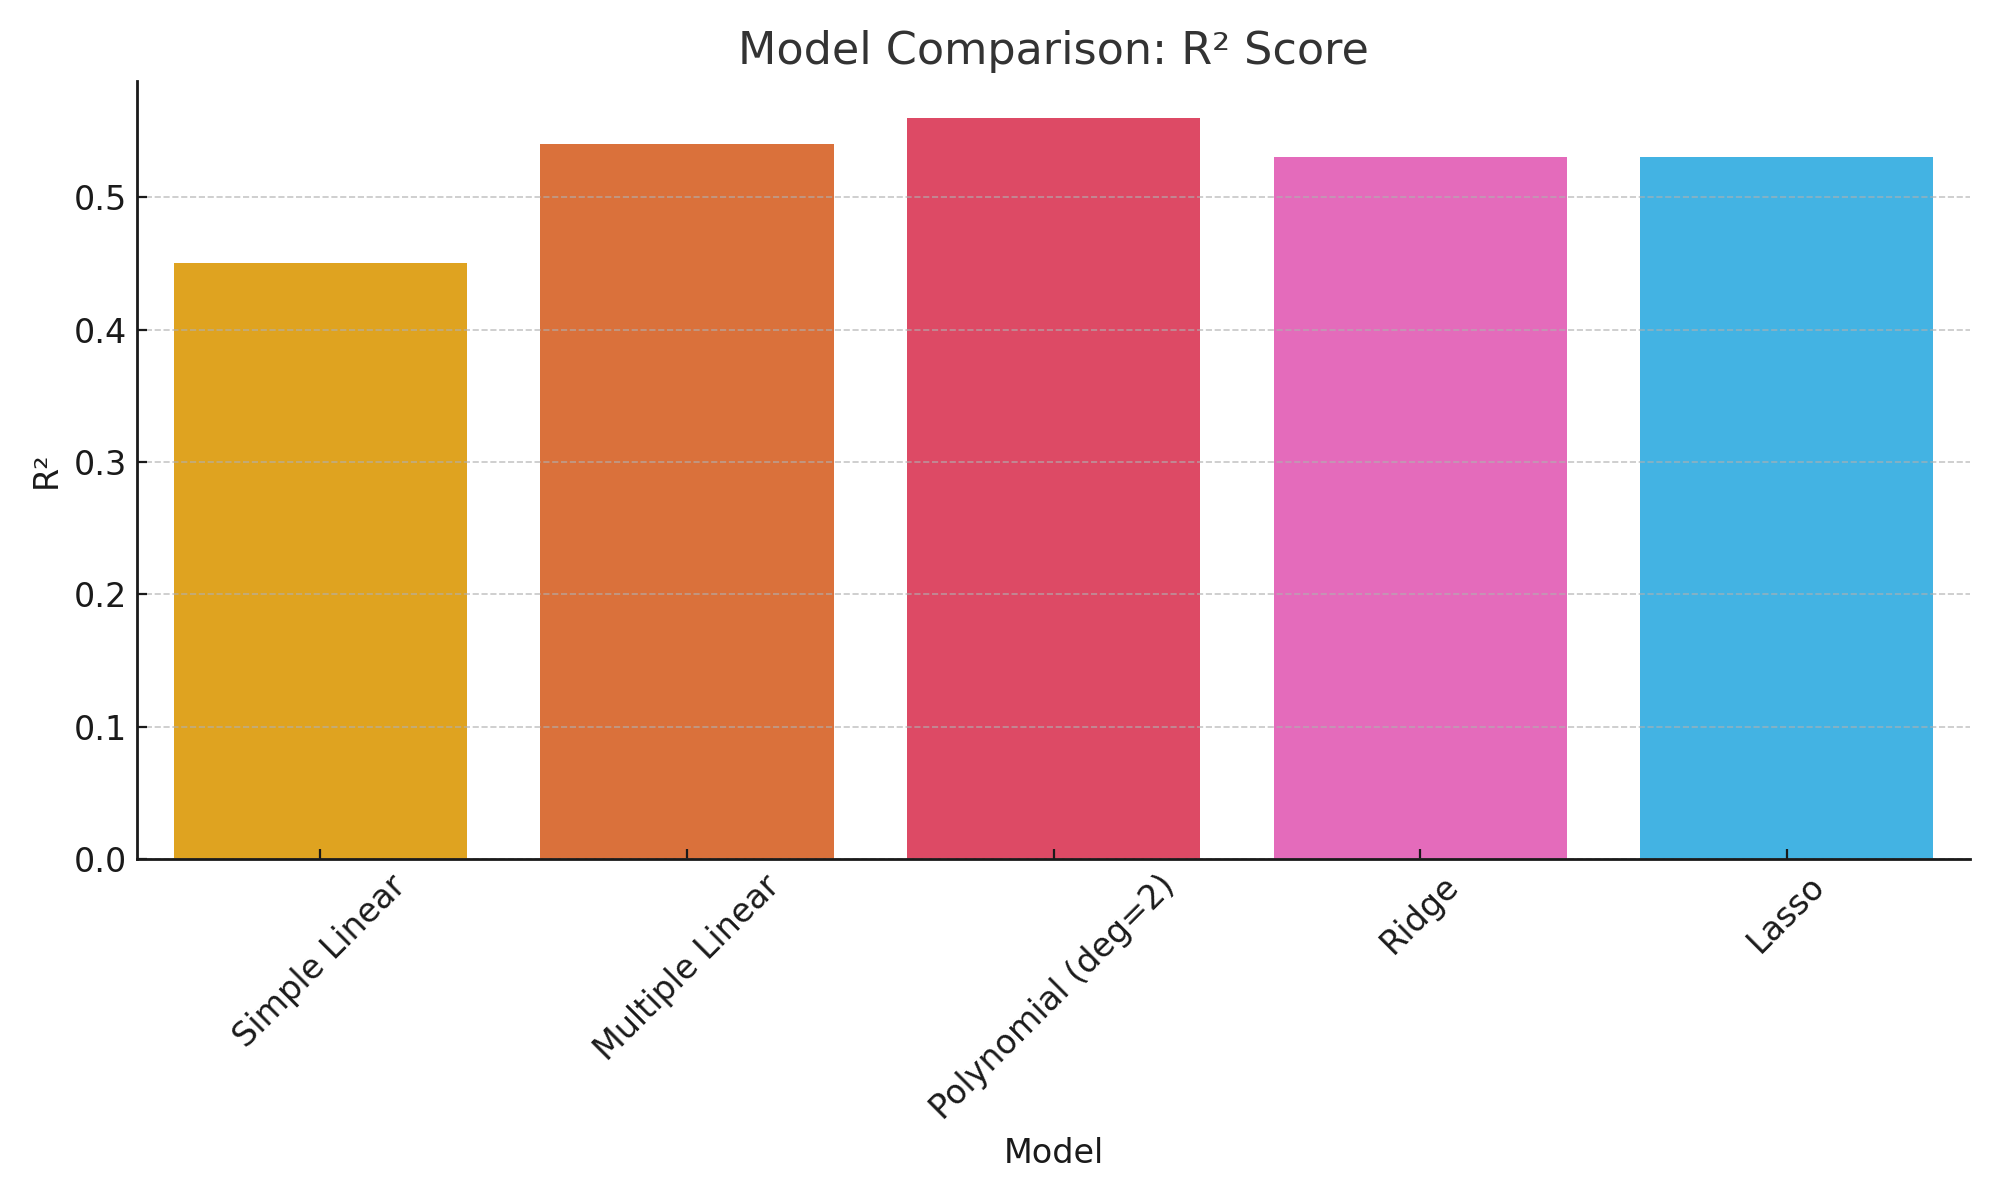 Model Comparison: R² Score
R²
0.5
0.4
0.3
0.2
0.1
0.0
Simple Linear
Multiple Linear
Polynomial (deg=2)
Ridge
Lasso
Model